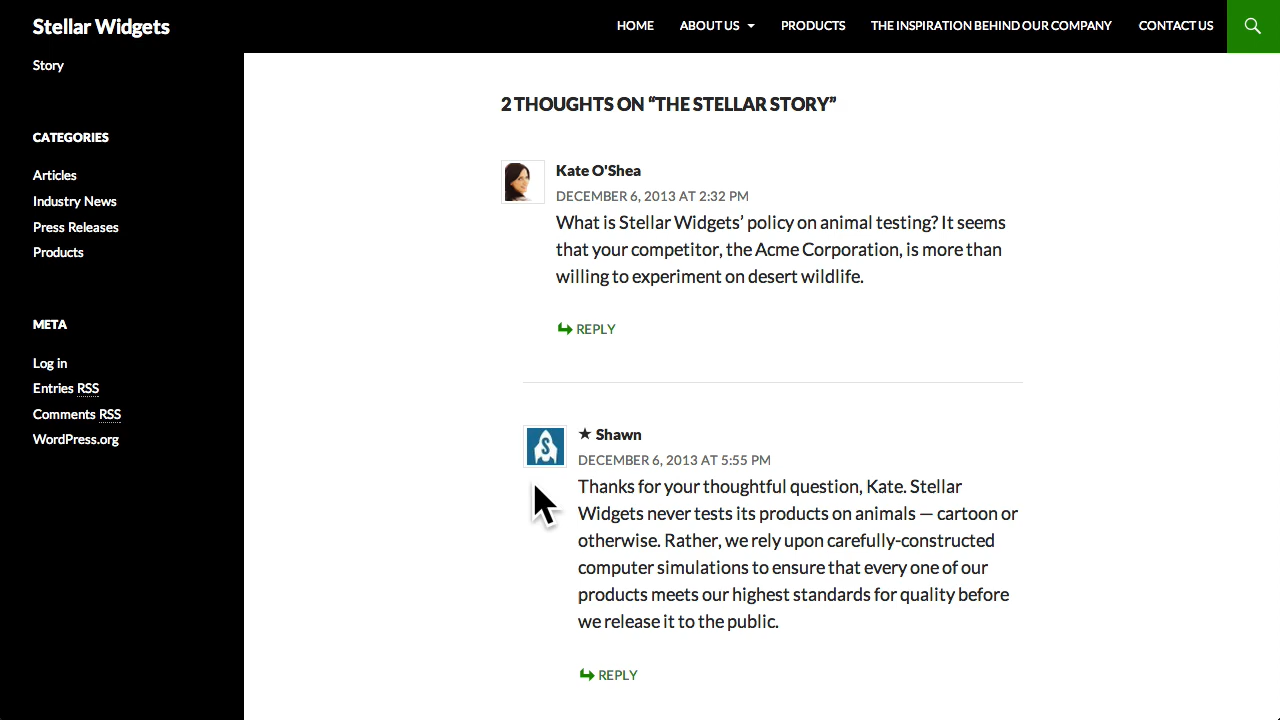 Stellar Widgets
HOME ABOUT US PRODUCTS THE INSPIRATION BEHIND OUR COMPANY CONTACT US
Story
CATEGORIES
Articles
Industry News
Press Releases
Products
META
Log in
Entries RSS
Comments RSS
WordPress.org
2 THOUGHTS ON “THE STELLAR STORY”
Kate O'Shea
DECEMBER 6, 2013 AT 2:32 PM
What is Stellar Widgets’ policy on animal testing? It seems
that your competitor, the Acme Corporation, is more than
willing to experiment on desert wildlife.
REPLY
S
★ Shawn
DECEMBER 6, 2013 AT 5:55 PM
Thanks for your thoughtful question, Kate. Stellar
Widgets never tests its products on animals — cartoon or
otherwise. Rather, we rely upon carefully-constructed
computer simulations to ensure that every one of our
products meets our highest standards for quality before
we release it to the public.
REPLY